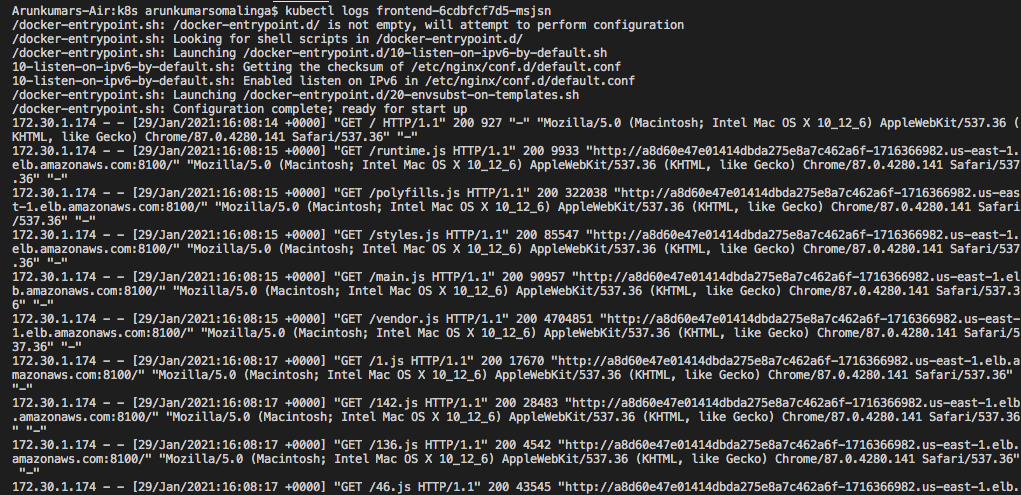 Arunkumars-Air:k8s arunkumarsomalinga$ kubectl logs frontend-6cdbfcf7d5-msjsn
/docker-entrypoint.sh: /docker-entrypoint.d/ is not empty, will attempt to perform configuration
/docker-entrypoint.sh: Looking for shell scripts in /docker-entrypoint.d/
/docker-entrypoint.sh: Launching /docker-entrypoint.d/10-listen-on-ipv6-by-default.sh
10-listen-on-ipv6-by-default.sh: Getting the checksum of /etc/nginx/conf.d/default.conf
10-listen-on-ipv6-by-default.sh: Enabled listen on IPv6 in /etc/nginx/conf.d/default.conf
/docker-entrypoint.sh: Launching /docker-entrypoint.d/20-envsubst-on-templates.sh
/docker-entrypoint.sh: Configuration complete; ready for start up
172.30.1.174 - - [29/Jan/2021:16:08:14 +0000] "GET / HTTP/1.1" 200 927 "-" "Mozilla/5.0 (Macintosh; Intel Mac OS X 10_12_6) AppleWebKit/537.36 (
KHTML, like Gecko) Chrome/87.0.4280.141 Safari/537.36" "-"
172.30.1.174 - - [29/Jan/2021:16:08:15 +0000] "GET /runtime.js HTTP/1.1" 200 9933 "http://a8d60e47e01414dbda275e8a7c462a6f-1716366982.us-east-1.
elb.amazonaws.com:8100/" "Mozilla/5.0 (Macintosh; Intel Mac OS X 10_12_6) AppleWebKit/537.36 (KHTML, like Gecko) Chrome/87.0.4280.141 Safari/537
.36" "-"
172.30.1.174 - - [29/Jan/2021:16:08:15 +0000] "GET /polyfills.js HTTP/1.1" 200 322038 "http://a8d60e47e01414dbda275e8a7c462a6f-1716366982.us-eas
t-1.elb.amazonaws.com:8100/" "Mozilla/5.0 (Macintosh; Intel Mac OS X 10_12_6) AppleWebKit/537.36 (KHTML, like Gecko) Chrome/87.0.4280.141 Safari
/537.36" "-"
172.30.1.174 - - [29/Jan/2021:16:08:15 +0000] "GET /styles.js HTTP/1.1" 200 85547 "http://a8d60e47e01414dbda275e8a7c462a6f-1716366982.us-east-1.
elb.amazonaws.com:8100/" "Mozilla/5.0 (Macintosh; Intel Mac OS X 10_12_6) AppleWebKit/537.36 (KHTML, like Gecko) Chrome/87.0.4280.141 Safari/537
.36" "-"
172.30.1.174 - - [29/Jan/2021:16:08:15 +0000] "GET /main.js HTTP/1.1" 200 90957 "http://a8d60e47e01414dbda275e8a7c462a6f-1716366982.us-east-1.el
b.amazonaws.com:8100/" "Mozilla/5.0 (Macintosh; Intel Mac OS X 10_12_6) AppleWebKit/537.36 (KHTML, like Gecko) Chrome/87.0.4280.141 Safari/537.3
6" "-"
172.30.1.174 - - [29/Jan/2021:16:08:15 +0000] "GET /vendor.js HTTP/1.1" 200 4704851 "http://a8d60e47e01414dbda275e8a7c462a6f-1716366982.us-east-
1.elb.amazonaws.com:8100/" "Mozilla/5.0 (Macintosh; Intel Mac OS X 10_12_6) AppleWebKit/537.36 (KHTML, like Gecko) Chrome/87.0.4280.141 Safari/5
37.36" "-"
172.30.1.174 - - [29/Jan/2021:16:08:17 +0000] "GET /1.js HTTP/1.1" 200 17670 "http://a8d60e47e01414dbda275e8a7c462a6f-1716366982.us-east-1.elb.a
mazonaws.com:8100/" "Mozilla/5.0 (Macintosh; Intel Mac OS X 10_12_6) AppleWebKit/537.36 (KHTML, like Gecko) Chrome/87.0.4280.141 Safari/537.36"
"-"
172.30.1.174 - - [29/Jan/2021:16:08:17 +0000] "GET /142.js HTTP/1.1" 200 28483 "http://a8d60e47e01414dbda275e8a7c462a6f-1716366982.us-east-1.elb
.amazonaws.com:8100/" "Mozilla/5.0 (Macintosh; Intel Mac OS X 10_12_6) AppleWebKit/537.36 (KHTML, like Gecko) Chrome/87.0.4280.141 Safari/537.36
" "-"
172.30.1.174 - - [29/Jan/2021:16:08:17 +0000] "GET /136.js HTTP/1.1" 200 4542 "http://a8d60e47e01414dbda275e8a7c462a6f-1716366982.us-east-1.elb.
amazonaws.com:8100/" "Mozilla/5.0 (Macintosh; Intel Mac OS X 10_12_6) AppleWebKit/537.36 (KHTML, like Gecko) Chrome/87.0.4280.141 Safari/537.36"
"-"
172.30.1.174 - - [29/Jan/2021:16:08:17 +0000] "GET /46.js HTTP/1.1" 200 43545 "http://a8d60e47e01414dbda275e8a7c462a6f-1716366982.us-east-1.elb.